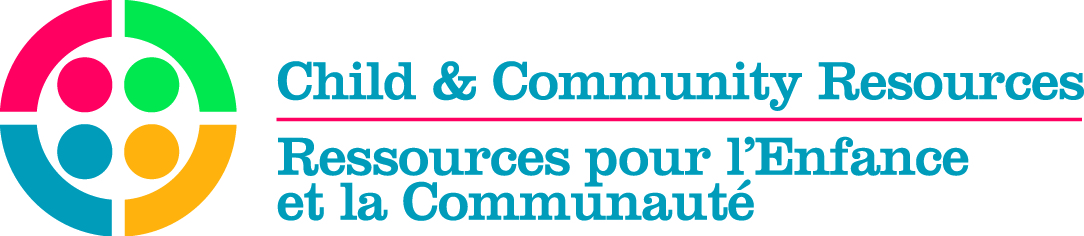 Child & Community Resources
Ressources pour l’Enfance
et la Communauté